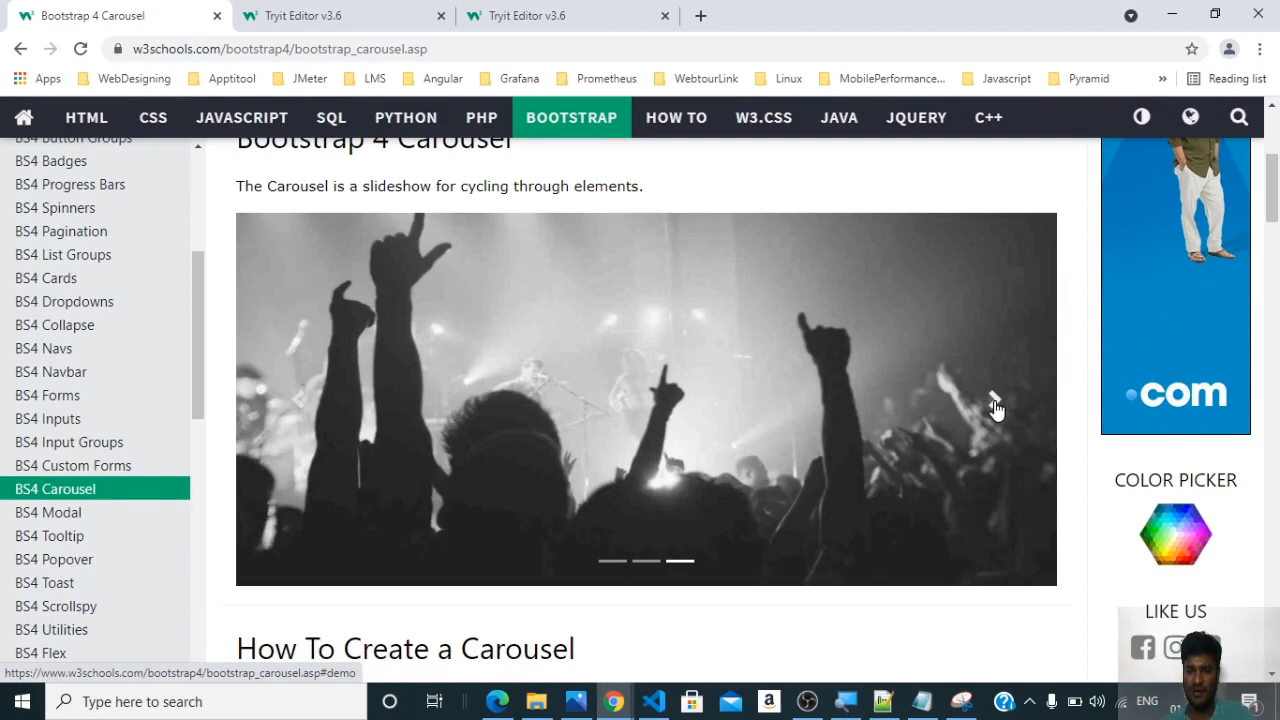 Bootstrap 4 Carousel
Tryit Editor v3.6
Tryit Editor v3.6
w3schools.com/bootstrap4/bootstrap_carousel.asp
Apps
WebDesigning
Apptitool
JMeter
LMS
Angular
Grafana
Prometheus
WebtourLink
Linux
MobilePerformance...
Javascript
Pyramid
»
Reading list
HTML
CSS
JAVASCRIPT
SQL
PYTHON
PHP
BOOTSTRAP
HOW TO
W3.CSS
JAVA
JQUERY
C++
BS4 Button Groups
BS4 Badges
BS4 Progress Bars
BS4 Spinners
BS4 Pagination
BS4 List Groups
BS4 Cards
BS4 Dropdowns
BS4 Collapse
BS4 Navs
BS4 Navbar
BS4 Forms
BS4 Inputs
BS4 Input Groups
BS4 Custom Forms
BS4 Carousel
BS4 Modal
BS4 Tooltip
BS4 Popover
BS4 Toast
BS4 Scrollspy
BS4 Utilities
BS4 Flex
Bootstrap 4 Carousel
The Carousel is a slideshow for cycling through elements.
How To Create a Carousel
.com
COLOR PICKER
LIKE US
https://www.w3schools.com/bootstrap4/bootstrap_carousel.asp#demo
Type here to search
ENG